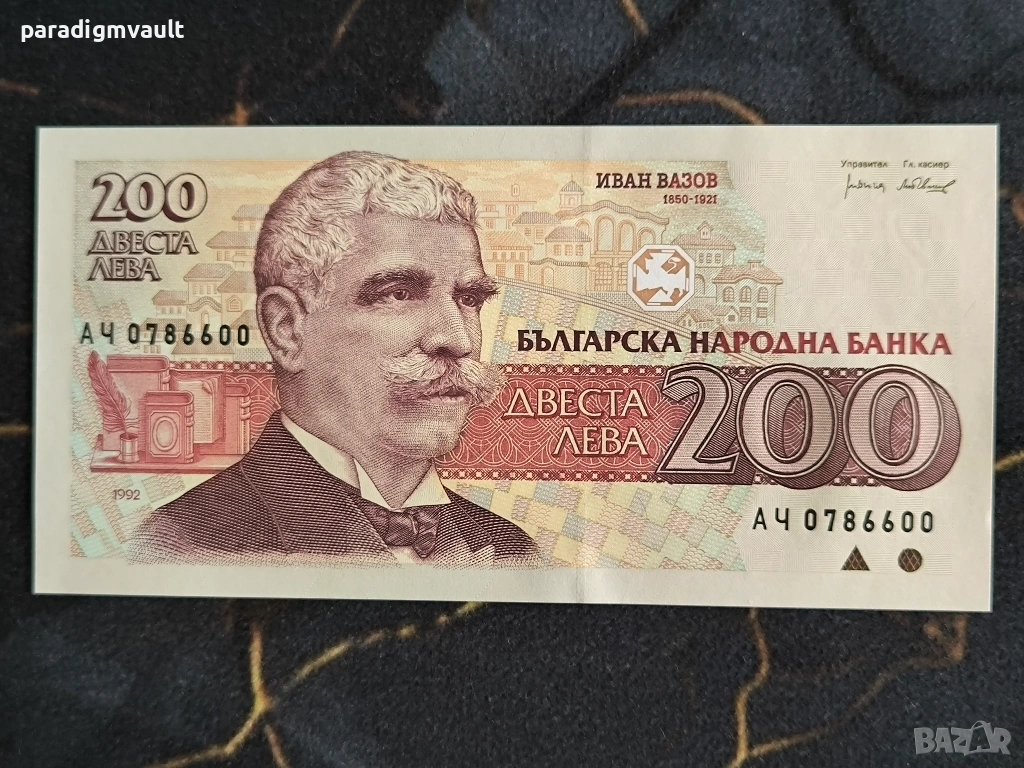 paradigmvault
200
ДВЕСТА
ЛЕВА
ИВАН ВАЗОВ
1850-1921
Управител Гл. касиер
АЧ 0786600
БЪЛГАРСКА НАРОДНА БАНКА
ДВЕСТА
ЛЕВА
200
1992
АЧ 0786600
BAZAR